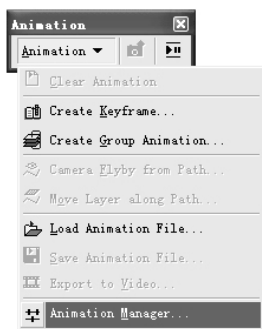 Animation
Animation
Clear Animation
Create Keyframe...
Create Group Animation...
Camera Flyby from Path...
Move Layer along Path...
Load Animation File...
Save Animation File...
Export to Video...
Animation Manager...